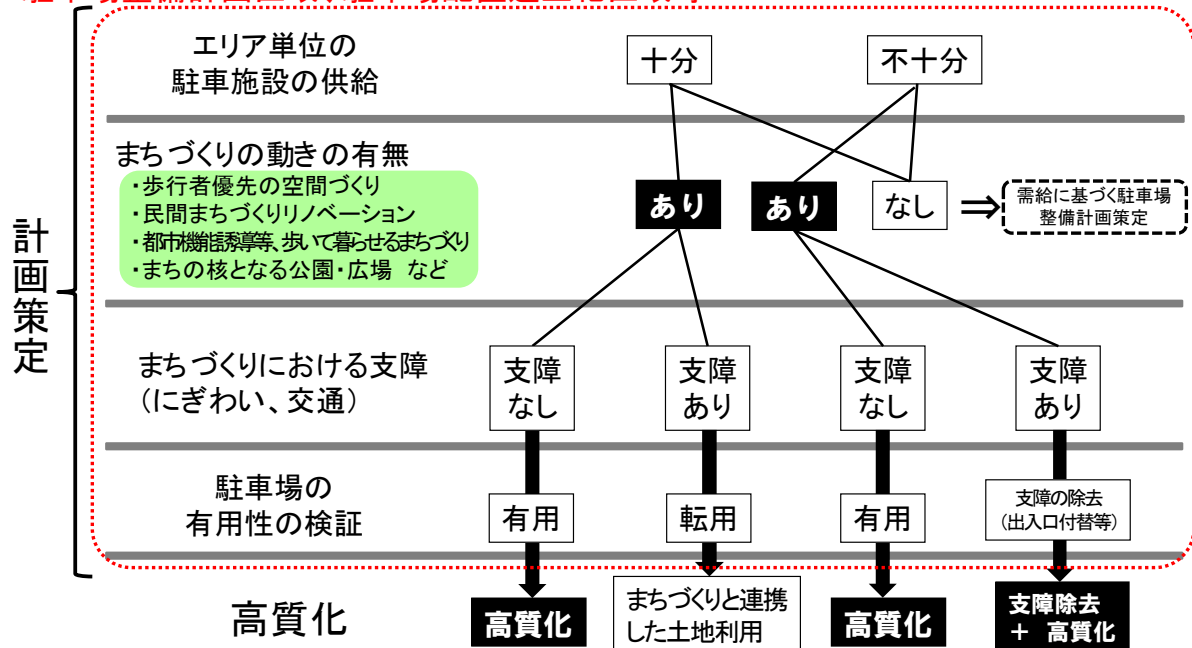 エリア単位の
駐車施設の供給
十分
不十分
まちづくりの動きの有無
・歩行者優先の空間づくり
・民間まちづくりリノベーション
・都市機能誘導等、歩いて暮らせるまちづくり
・まちの核となる公園・広場 など
あり
あり
なし
⇒
需給に基づく駐車場
整備計画策定
計画策定
まちづくりにおける支障
(にぎわい、交通)
支障
なし
支障
あり
支障
なし
支障
あり
駐車場の
有用性の検証
有用
転用
有用
支障の除去
(出入口付替等)
高質化
高質化
まちづくりと連携
した土地利用
高質化
支障除去
+ 高質化